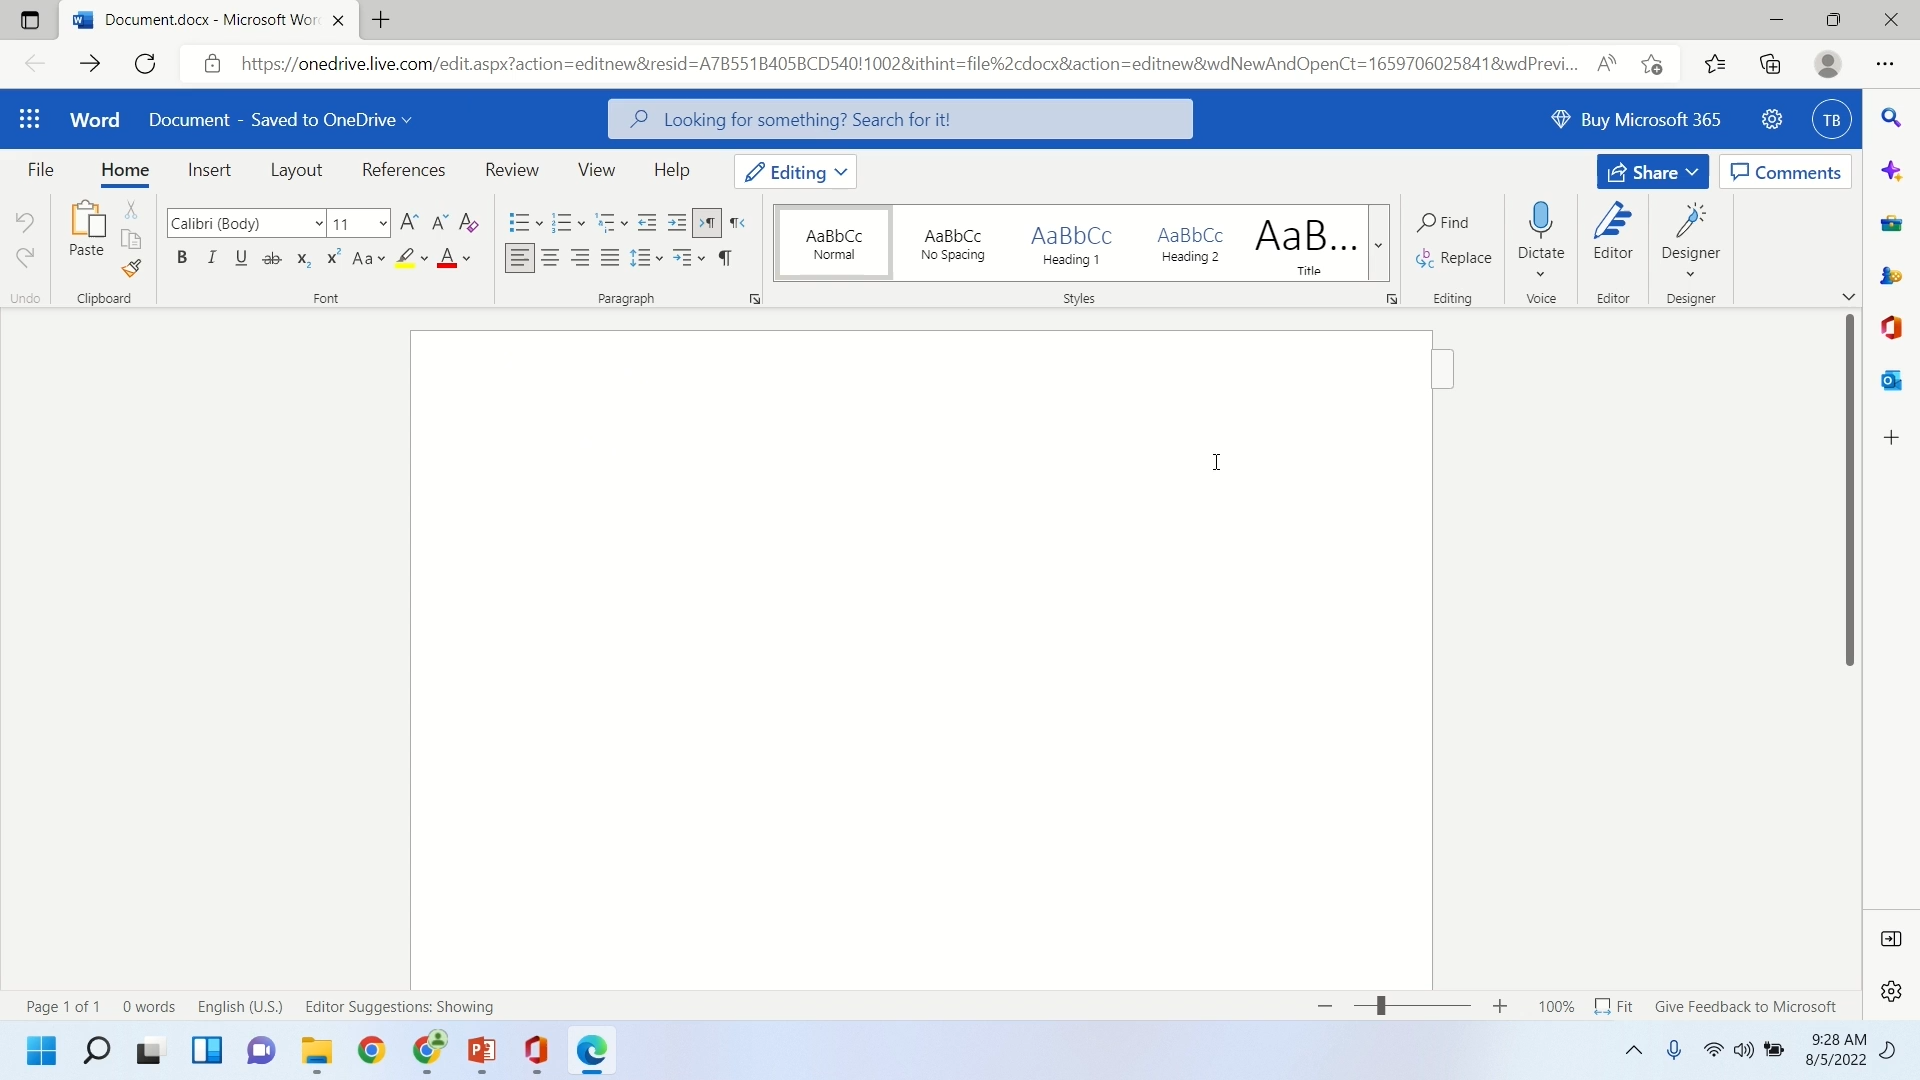 Document.docx - Microsoft Wor
https://onedrive.live.com/edit.aspx?action=editnew&resid=A7B551B405BCD540!1002&ithint=file%2cdocx&action=editnew&wdNewAndOpenCt=1659706025841&wdPrevi...
Word Document - Saved to OneDrive
Looking for something? Search for it!
Buy Microsoft 365
TB
File Home Insert Layout References Review View Help Editing
Share Comments
Paste
Calibri (Body) 11
AaBbCc AaBbCc AaBbCc AaBbCc AaB...
Normal No Spacing Heading 1 Heading 2 Title
Find
Replace
Dictate
Editor
Designer
Undo Clipboard Font Paragraph Styles Editing Voice Editor Designer
Page 1 of 1 0 words English (U.S.) Editor Suggestions: Showing
100% Fit Give Feedback to Microsoft
9:28 AM
8/5/2022